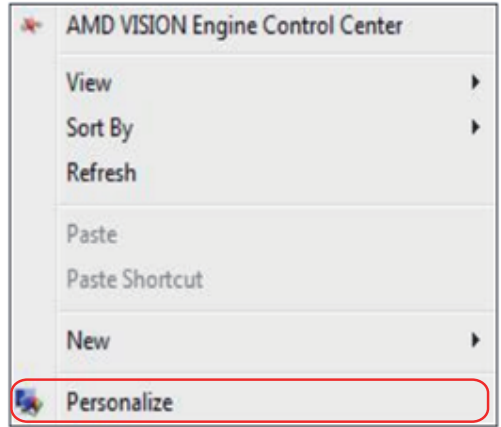 AMD VISION Engine Control Center
View
Sort By
Refresh
Paste
Paste Shortcut
New
Personalize